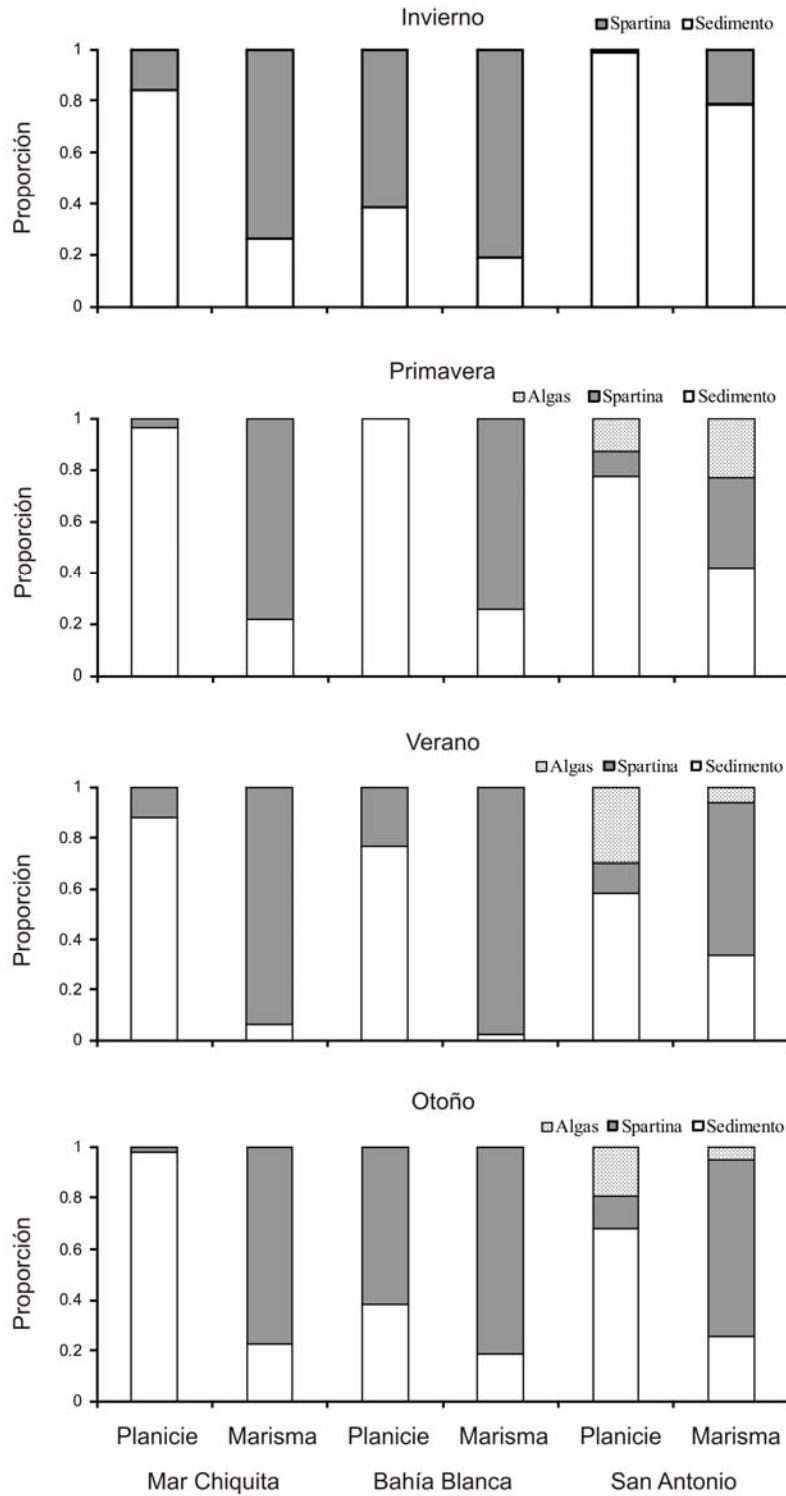 Invierno
Spartina Sedimento
Proporción
1
0.8
0.6
0.4
0.2
0
Primavera
Algas Spartina Sedimento
Proporción
1
0.8
0.6
0.4
0.2
0
Verano
Algas Spartina Sedimento
Proporción
1
0.8
0.6
0.4
0.2
0
Otoño
Algas Spartina Sedimento
Proporción
1
0.8
0.6
0.4
0.2
0
Planicie Marisma Planicie Marisma Planicie Marisma
Mar Chiquita Bahía Blanca San Antonio